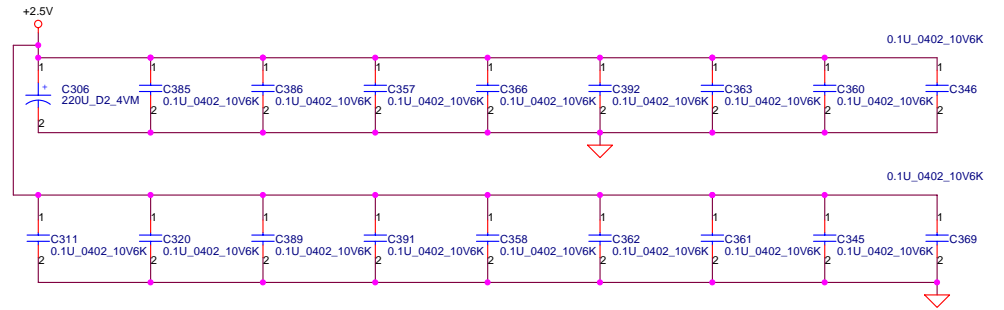 +2.5V
0.1U_0402_10V6K
1 1 1 1 1 1 1 1 1
+
C306 C385 C386 C357 C366 C392 C363 C360 C346
220U_D2_4VM 0.1U_0402_10V6K 0.1U_0402_10V6K 0.1U_0402_10V6K 0.1U_0402_10V6K 0.1U_0402_10V6K 0.1U_0402_10V6K 0.1U_0402_10V6K
2 2 2 2 2 2 2 2 2
0.1U_0402_10V6K
1 1 1 1 1 1 1 1 1
C311 C320 C389 C391 C358 C362 C361 C345 C369
0.1U_0402_10V6K 0.1U_0402_10V6K 0.1U_0402_10V6K 0.1U_0402_10V6K 0.1U_0402_10V6K 0.1U_0402_10V6K 0.1U_0402_10V6K 0.1U_0402_10V6K
2 2 2 2 2 2 2 2 2